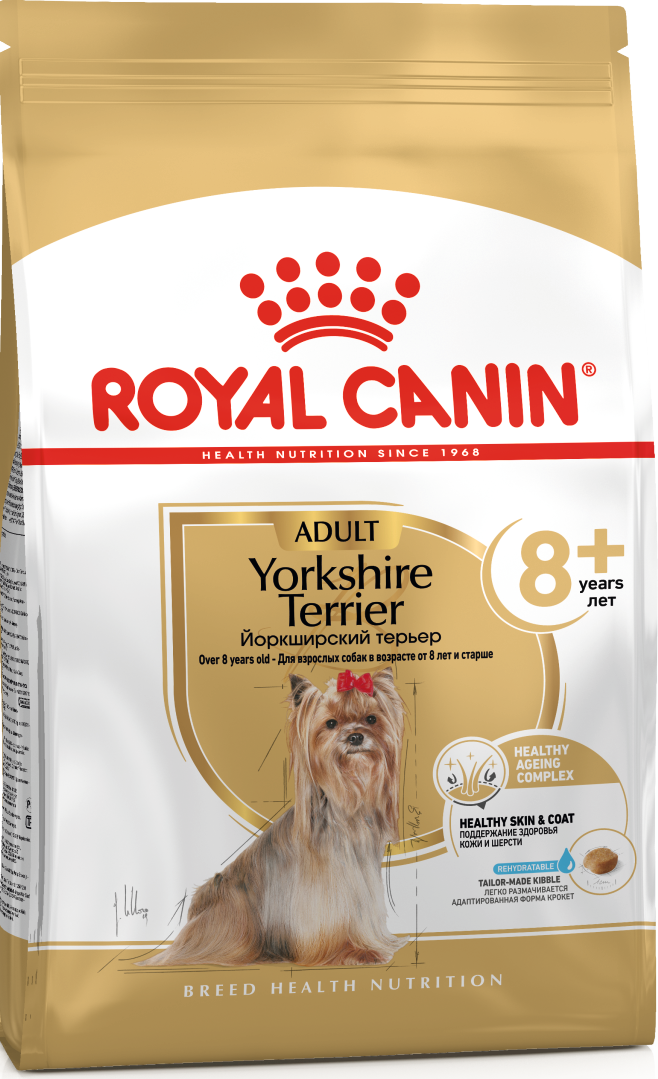 ROYAL CANIN®
HEALTH NUTRITION SINCE 1968
ADULT
Yorkshire
Terrier
Йоркширский терьер
Over 8 years old - Для взрослых собак в возрасте от 8 лет и старше
8+
years
лет
HEALTHY
AGEING
COMPLEX
HEALTHY SKIN & COAT
ПОДДЕРЖАНИЕ ЗДОРОВЬЯ
КОЖИ И ШЕРСТИ
REHYDRATABLE
TAILOR-MADE KIBBLE
ЛЕГКО РАЗМАЧИВАЕТСЯ
АДАПТИРОВАННАЯ ФОРМА КРОКЕТ
BREED HEALTH NUTRITION